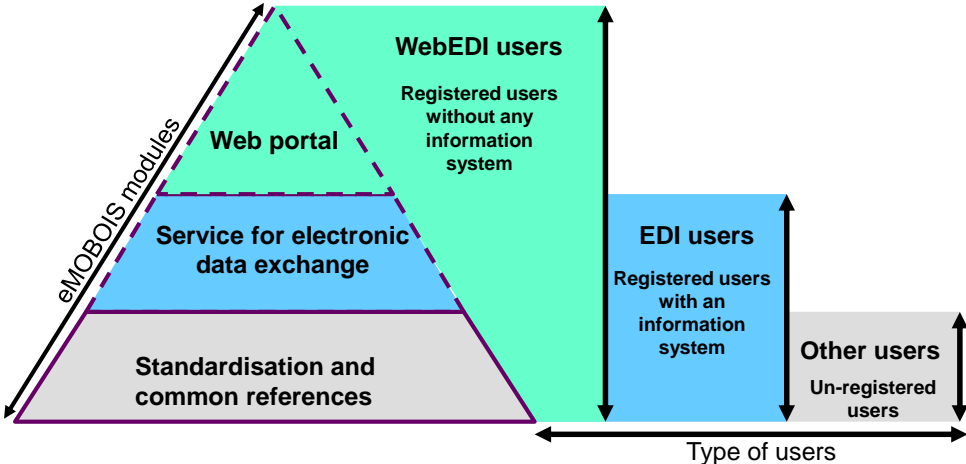 eMOBOIS modules
Web portal
Service for electronic
data exchange
Standardisation and
common references
WebEDI users
Registered users
without any
information
system
EDI users
Registered users
with an
information
system
Other users
Un-registered
users
Type of users